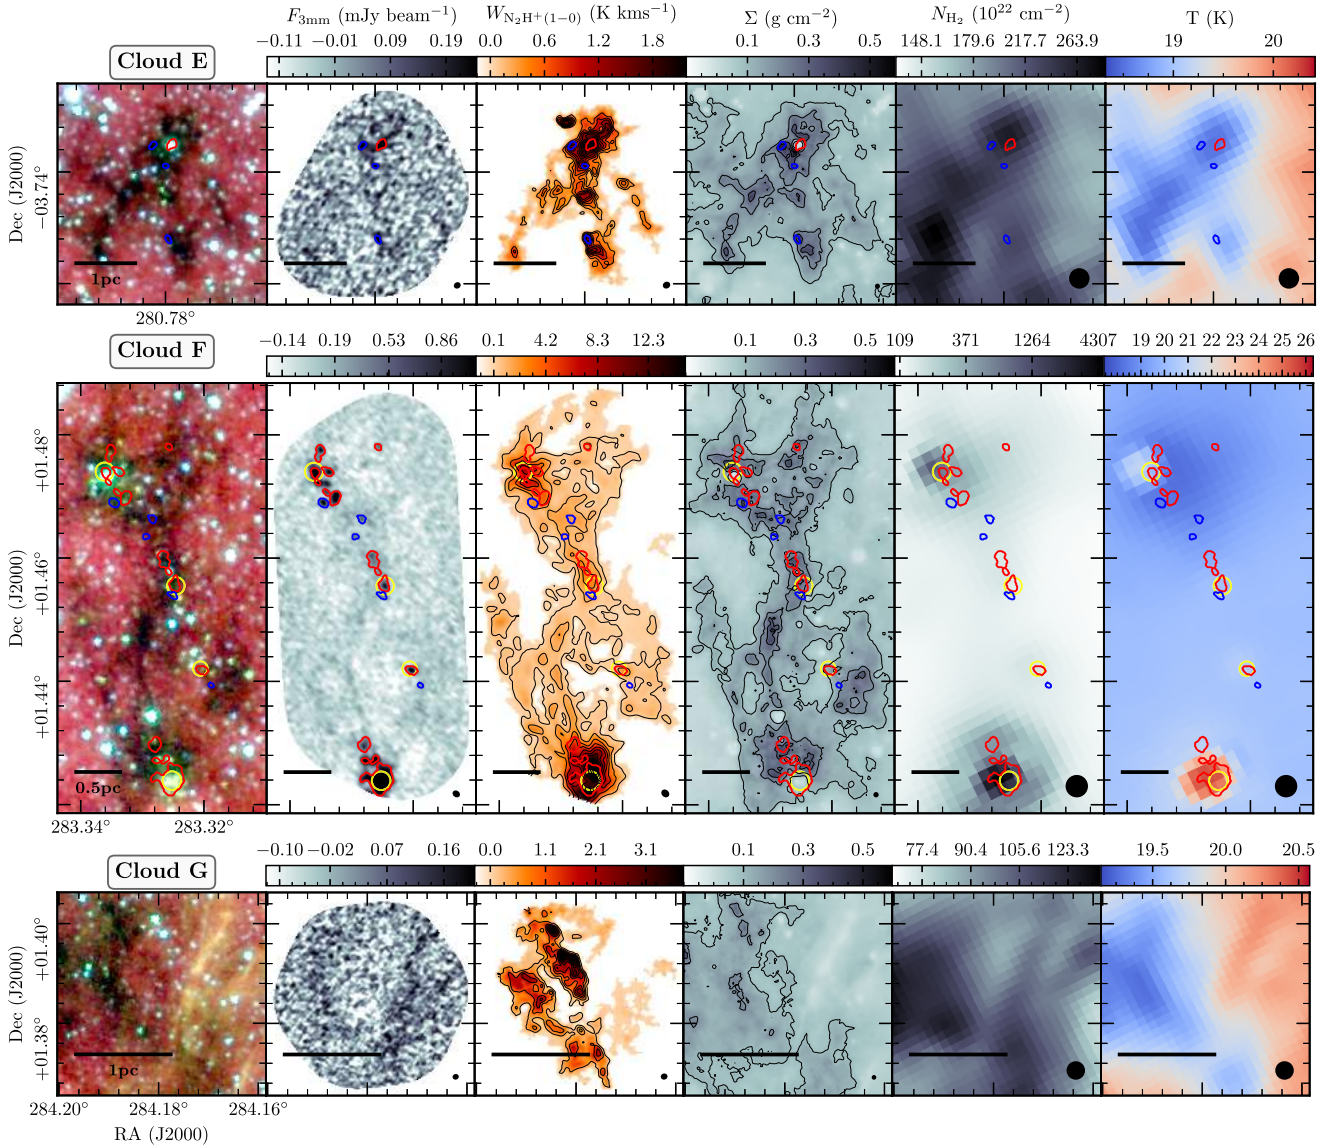 F3mm (mJy beam−1) WN2H+(1−0) (K kms−1) Σ (g cm−2) NH2 (10^22 cm−2) T (K)
−0.11 −0.01 0.09 0.19 0.0 0.6 1.2 1.8 0.1 0.3 0.5 148.1 179.6 217.7 263.9 19 20
Cloud E
Dec (J2000)
−03.74°
1pc
280.78°
Cloud F
−0.14 0.19 0.53 0.86 0.1 4.2 8.3 12.3 0.1 0.3 0.5 109 371 1264 4307 19 20 21 22 23 24 25 26
+01.48°
+01.46°
Dec (J2000)
+01.44°
0.5pc
283.34° 283.32°
Cloud G
−0.10 −0.02 0.07 0.16 0.0 1.1 2.1 3.1 0.1 0.3 0.5 77.4 90.4 105.6 123.3 19.5 20.0 20.5
+01.40°
Dec (J2000)
+01.38°
1pc
284.20° 284.18° 284.16°
RA (J2000)